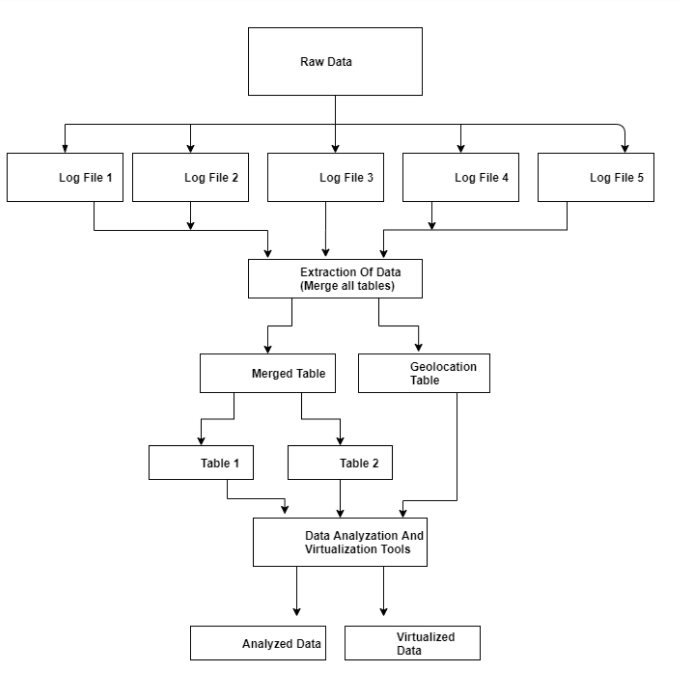 Raw Data
Log File 1
Log File 2
Log File 3
Log File 4
Log File 5
Extraction Of Data
(Merge all tables)
Merged Table
Geolocation
Table
Table 1
Table 2
Data Analyzation And
Virtualization Tools
Analyzed Data
Virtualized
Data